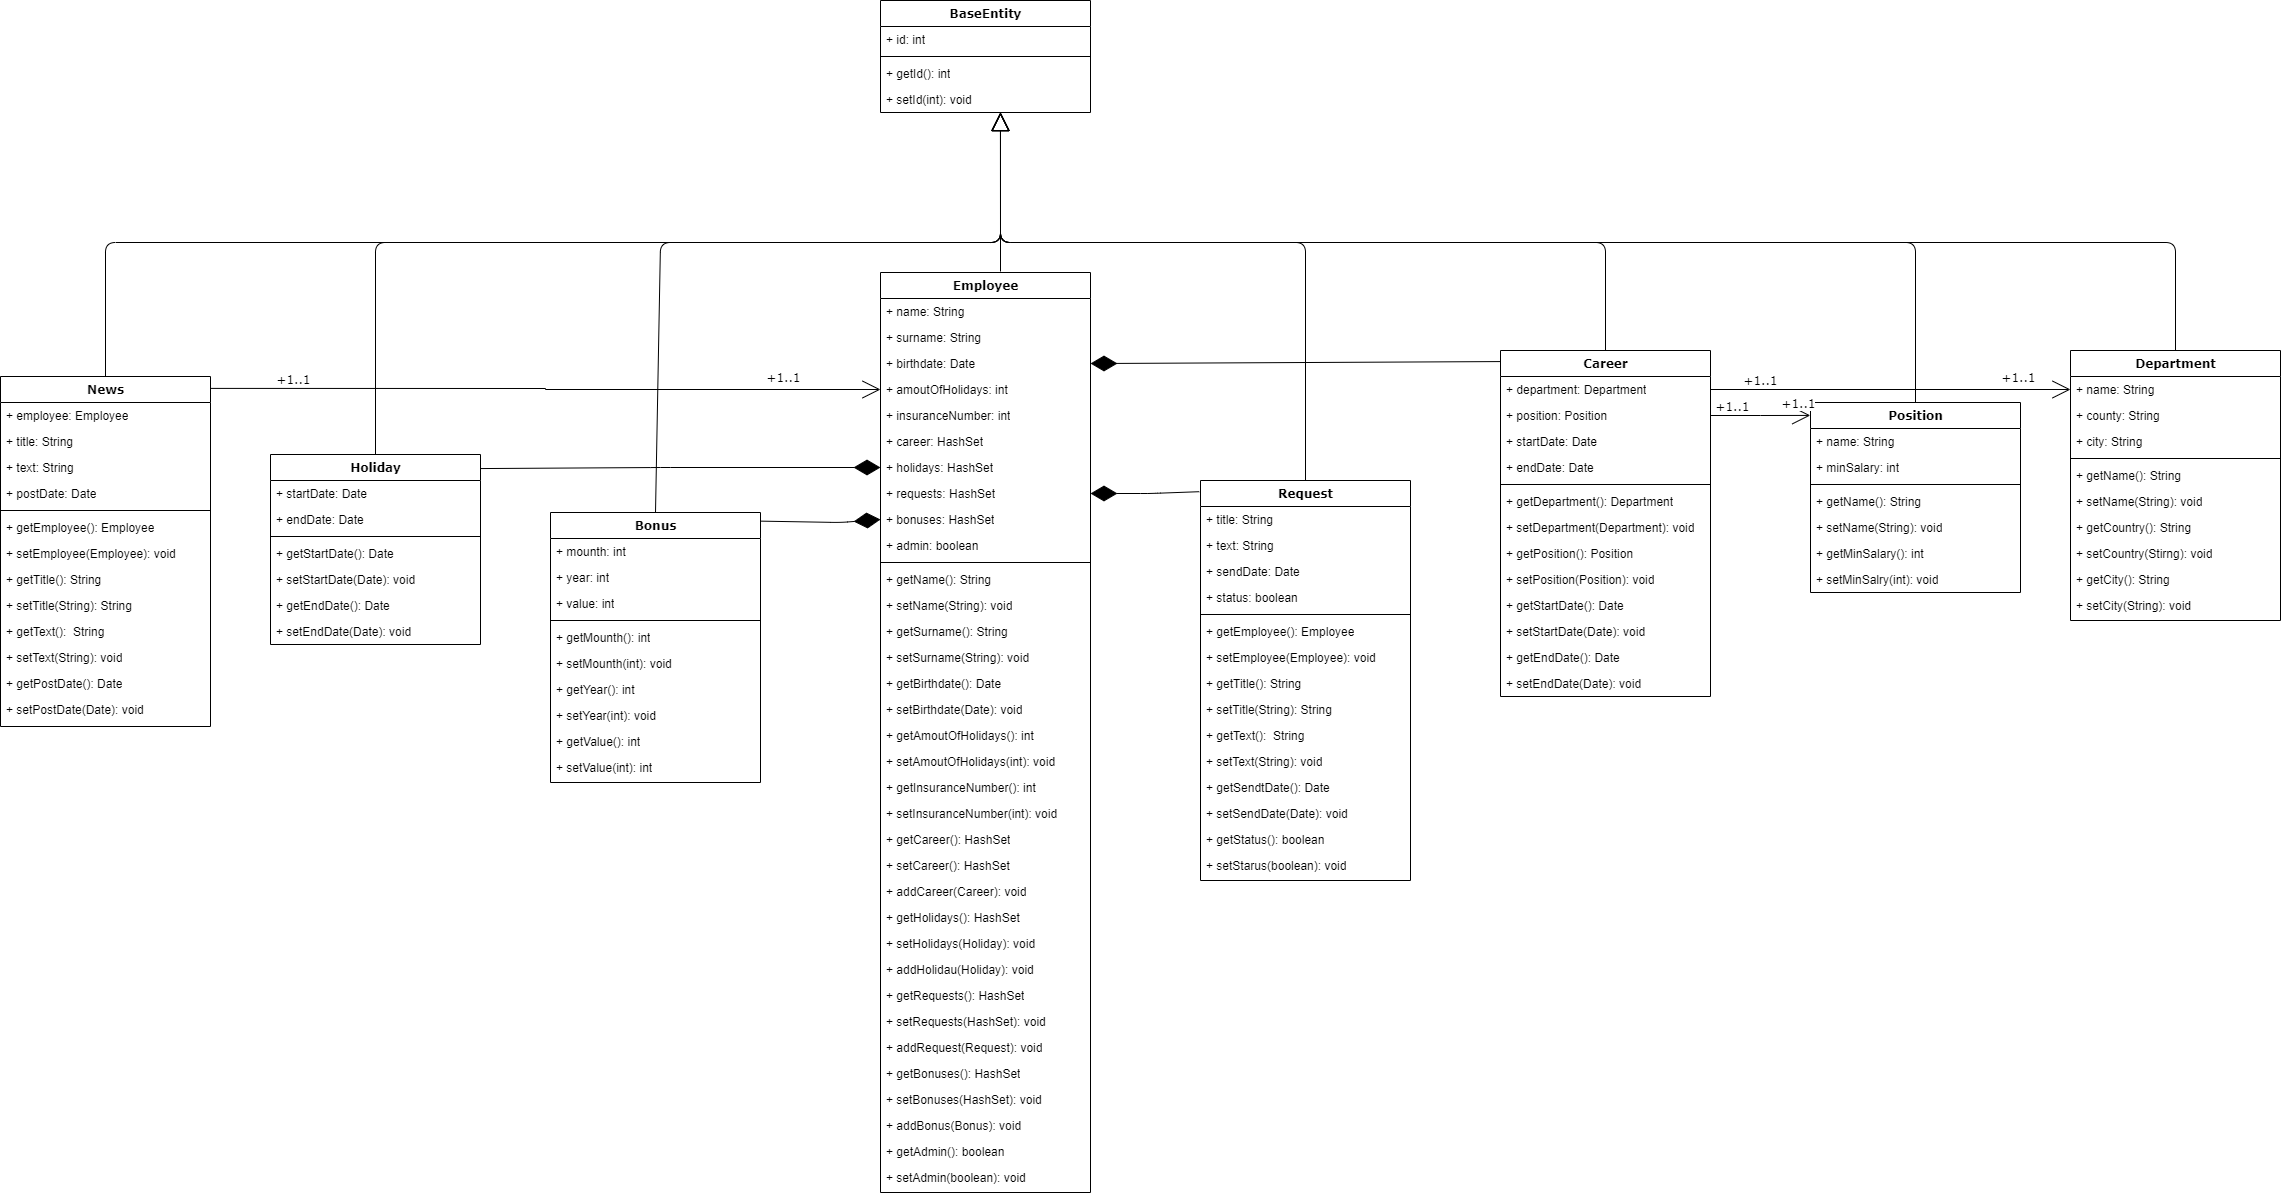 BaseEntity
+ id: int
+ getId(): int
+ setId(int): void
News
+ employee: Employee
+ title: String
+ text: String
+ postDate: Date
+ getEmployee(): Employee
+ setEmployee(Employee): void
+ getTitle(): String
+ setTitle(String): String
+ getText():  String
+ setText(String): void
+ getPostDate(): Date
+ setPostDate(Date): void
+1..1
+1..1
Holiday
+ startDate: Date
+ endDate: Date
+ getStartDate(): Date
+ setStartDate(Date): void
+ getEndDate(): Date
+ setEndDate(Date): void
Bonus
+ mounth: int
+ year: int
+ value: int
+ getMounth(): int
+ setMounth(int): void
+ getYear(): int
+ setYear(int): void
+ getValue(): int
+ setValue(int): int
Employee
+ name: String
+ surname: String
+ birthdate: Date
+ amoutOfHolidays: int
+ insuranceNumber: int
+ career: HashSet
+ holidays: HashSet
+ requests: HashSet
+ bonuses: HashSet
+ admin: boolean
+ getName(): String
+ setName(String): void
+ getSurname(): String
+ setSurname(String): void
+ getBirthdate(): Date
+ setBirthdate(Date): void
+ getAmoutOfHolidays(): int
+ setAmoutOfHolidays(int): void
+ getInsuranceNumber(): int
+ setInsuranceNumber(int): void
+ getCareer(): HashSet
+ setCareer(): HashSet
+ addCareer(Career): void
+ getHolidays(): HashSet
+ setHolidays(Holiday): void
+ addHolidau(Holiday): void
+ getRequests(): HashSet
+ setRequests(HashSet): void
+ addRequest(Request): void
+ getBonuses(): HashSet
+ setBonuses(HashSet): void
+ addBonus(Bonus): void
+ getAdmin(): boolean
+ setAdmin(boolean): void
Request
+ title: String
+ text: String
+ sendDate: Date
+ status: boolean
+ getEmployee(): Employee
+ setEmployee(Employee): void
+ getTitle(): String
+ setTitle(String): String
+ getText():  String
+ setText(String): void
+ getSendtDate(): Date
+ setSendDate(Date): void
+ getStatus(): boolean
+ setStarus(boolean): void
Career
+ department: Department
+ position: Position
+ startDate: Date
+ endDate: Date
+ getDepartment(): Department
+ setDepartment(Department): void
+ getPosition(): Position
+ setPosition(Position): void
+ getStartDate(): Date
+ setStartDate(Date): void
+ getEndDate(): Date
+ setEndDate(Date): void
+1..1
+1..1
+1..1
+1..1
Position
+ name: String
+ minSalary: int
+ getName(): String
+ setName(String): void
+ getMinSalary(): int
+ setMinSalry(int): void
Department
+ name: String
+ county: String
+ city: String
+ getName(): String
+ setName(String): void
+ getCountry(): String
+ setCountry(Stirng): void
+ getCity(): String
+ setCity(String): void